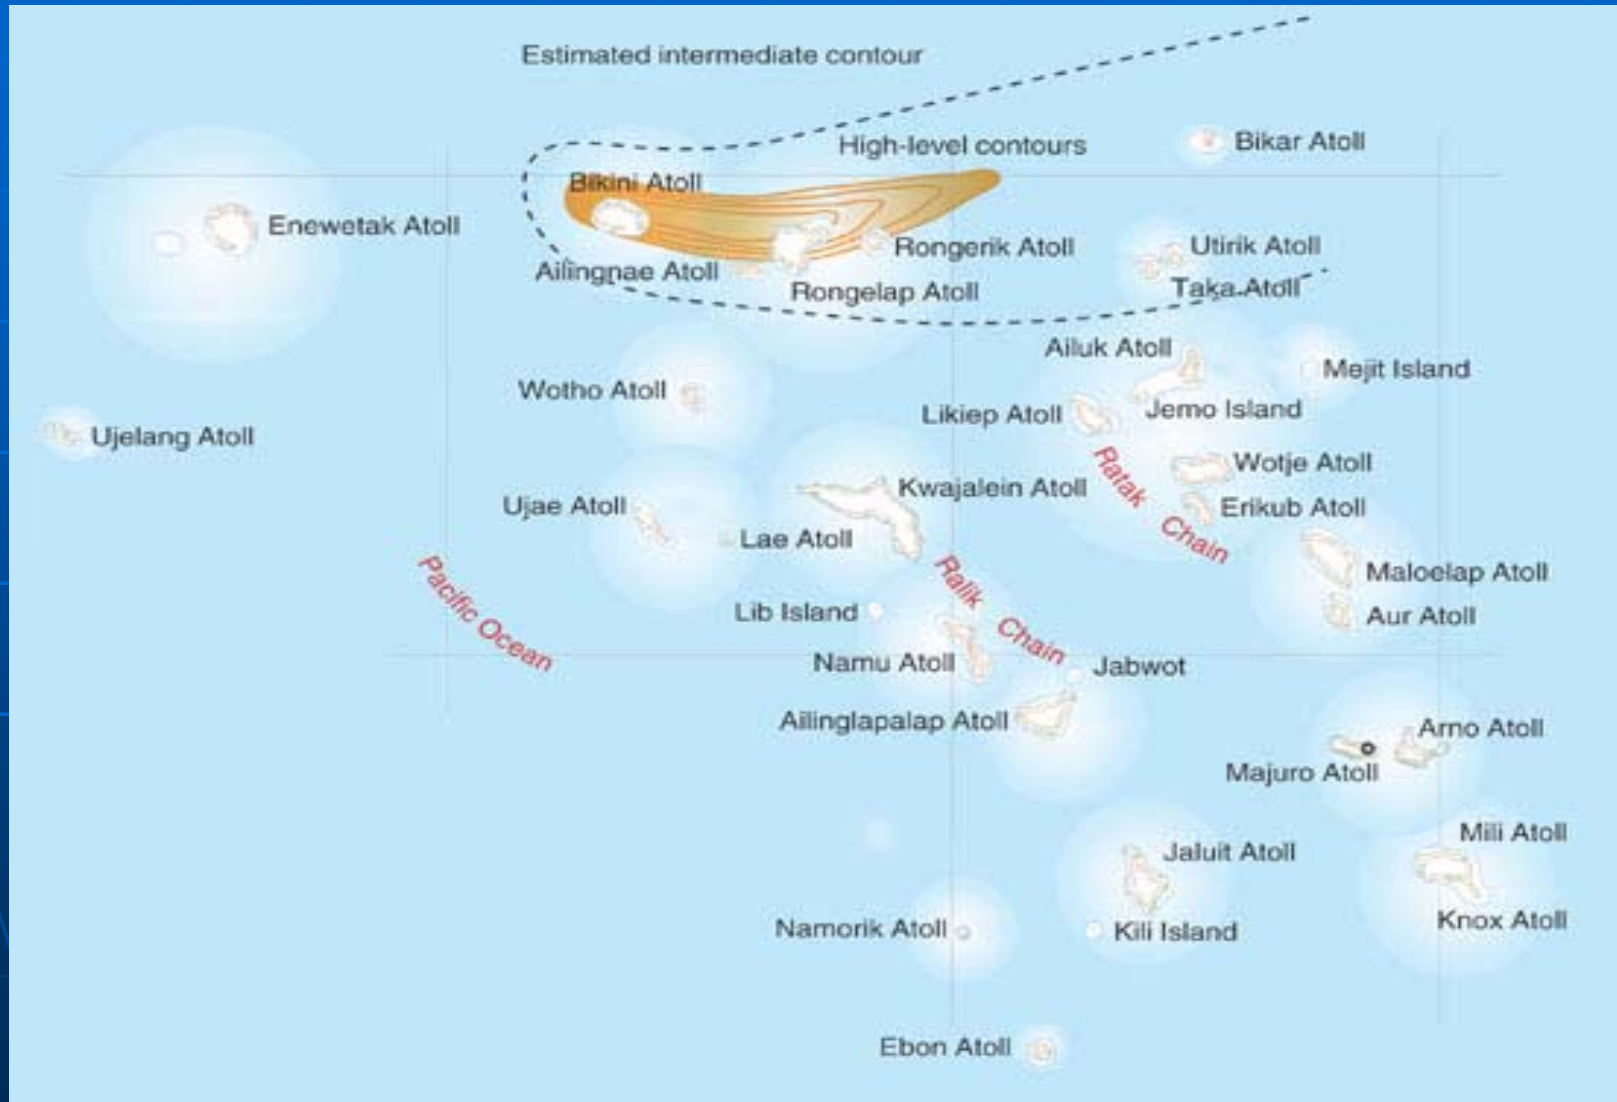 Estimated intermediate contour
High-level contours
Bikar Atoll
Bikini Atoll
Enewetak Atoll
Rongerik Atoll
Utirik Atoll
Ailingnae Atoll
Rongelap Atoll
Taka Atoll
Ailuk Atoll
Mejit Island
Wotho Atoll
Likiep Atoll
Jemo Island
Ujelang Atoll
Ratak Chain
Wotje Atoll
Kwajalein Atoll
Ujae Atoll
Erikub Atoll
Lae Atoll
Maloelap Atoll
Pacific Ocean
Ralik Chain
Lib Island
Aur Atoll
Namu Atoll
Jabwot
Ailinglapalap Atoll
Arno Atoll
Majuro Atoll
Mili Atoll
Jaluit Atoll
Knox Atoll
Namorik Atoll
Kili Island
Ebon Atoll